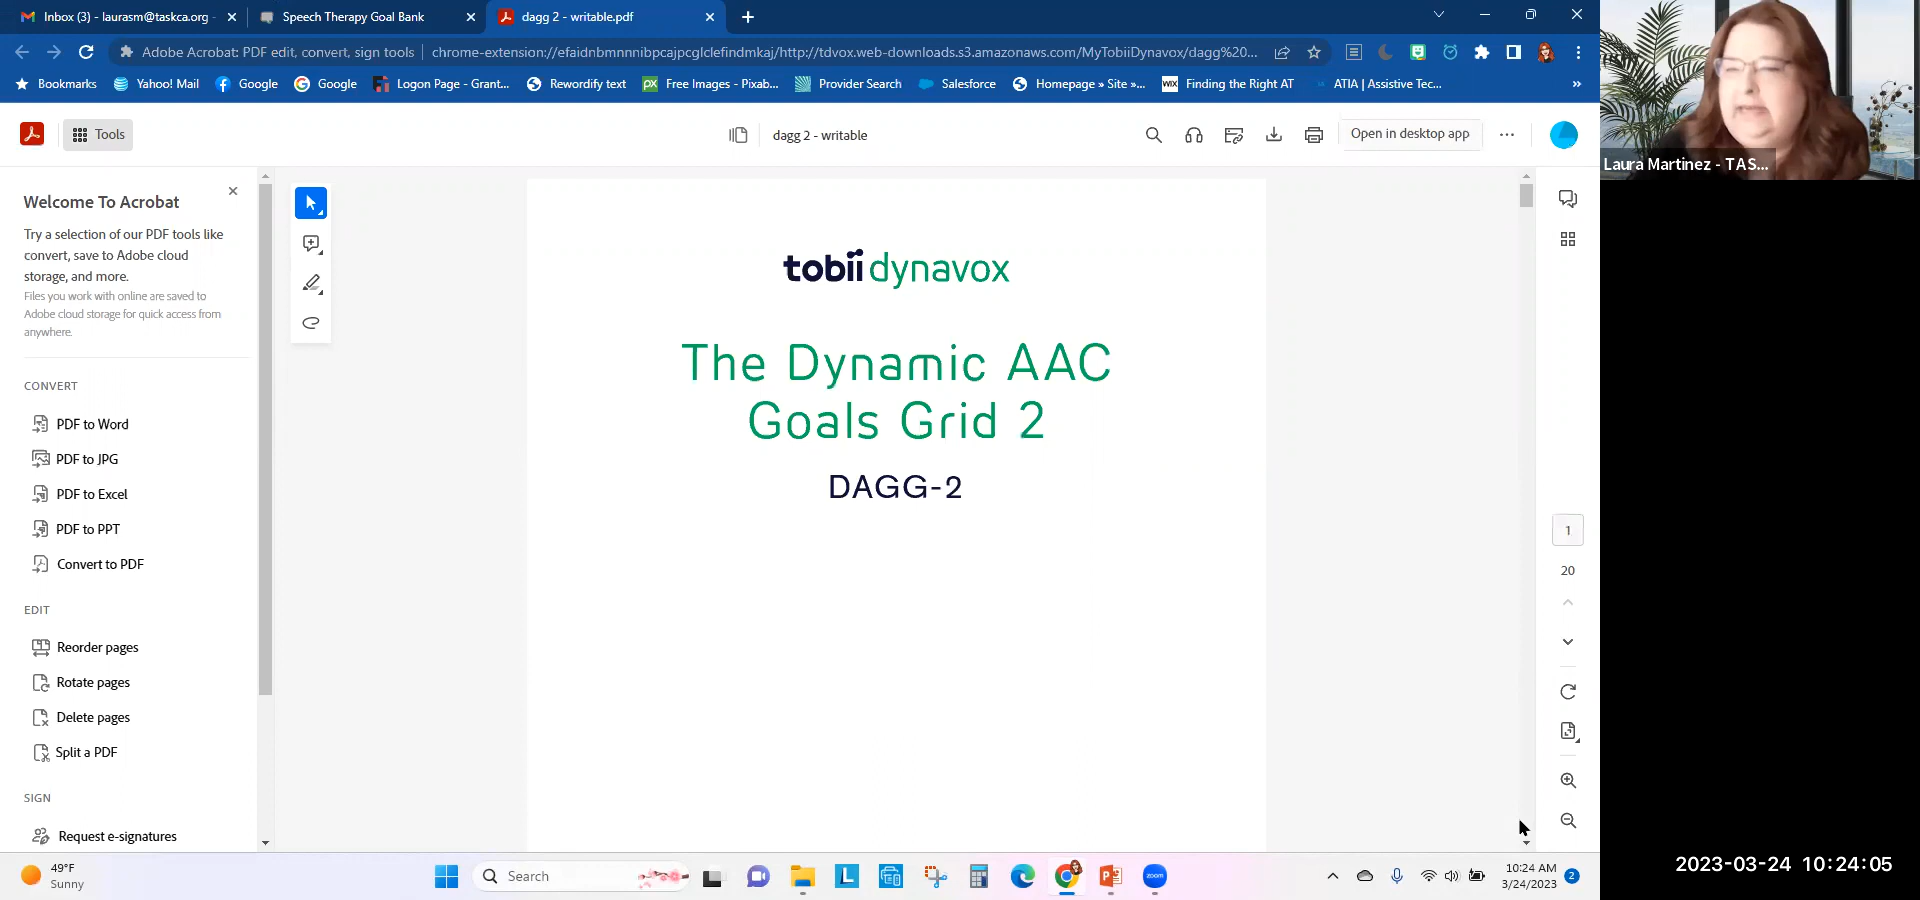 Inbox (3) - laurasm@taskca.org -
Speech Therapy Goal Bank
dagg 2 - writable.pdf
Adobe Acrobat: PDF edit, convert, sign tools
chrome-extension://efaidnbmnnnibpcajpcglclefindmkaj/http://tdvox.web-downloads.s3.amazonaws.com/MyTobiiDynavox/dagg%20...
Bookmarks
Yahoo! Mail
Google
Google
Logon Page - Grant...
Rewordify text
px Free Images - Pixab...
Provider Search
Salesforce
Homepage » Site »...
WIX Finding the Right AT
ATIA | Assistive Tec...
»
Tools
dagg 2 - writable
Open in desktop app
Laura Martinez - TAS...
Welcome To Acrobat
Try a selection of our PDF tools like
convert, save to Adobe cloud
storage, and more.
Files you work with online are saved to
Adobe cloud storage for quick access from
anywhere.
CONVERT
PDF to Word
PDF to JPG
PDF to Excel
PDF to PPT
Convert to PDF
EDIT
Reorder pages
Rotate pages
Delete pages
Split a PDF
SIGN
Request e-signatures
tobii dynavox
The Dynamic AAC
Goals Grid 2
DAGG-2
1
20
49°F
Sunny
Search
L
zoom
10:24 AM
3/24/2023
2
2023-03-24 10:24:05